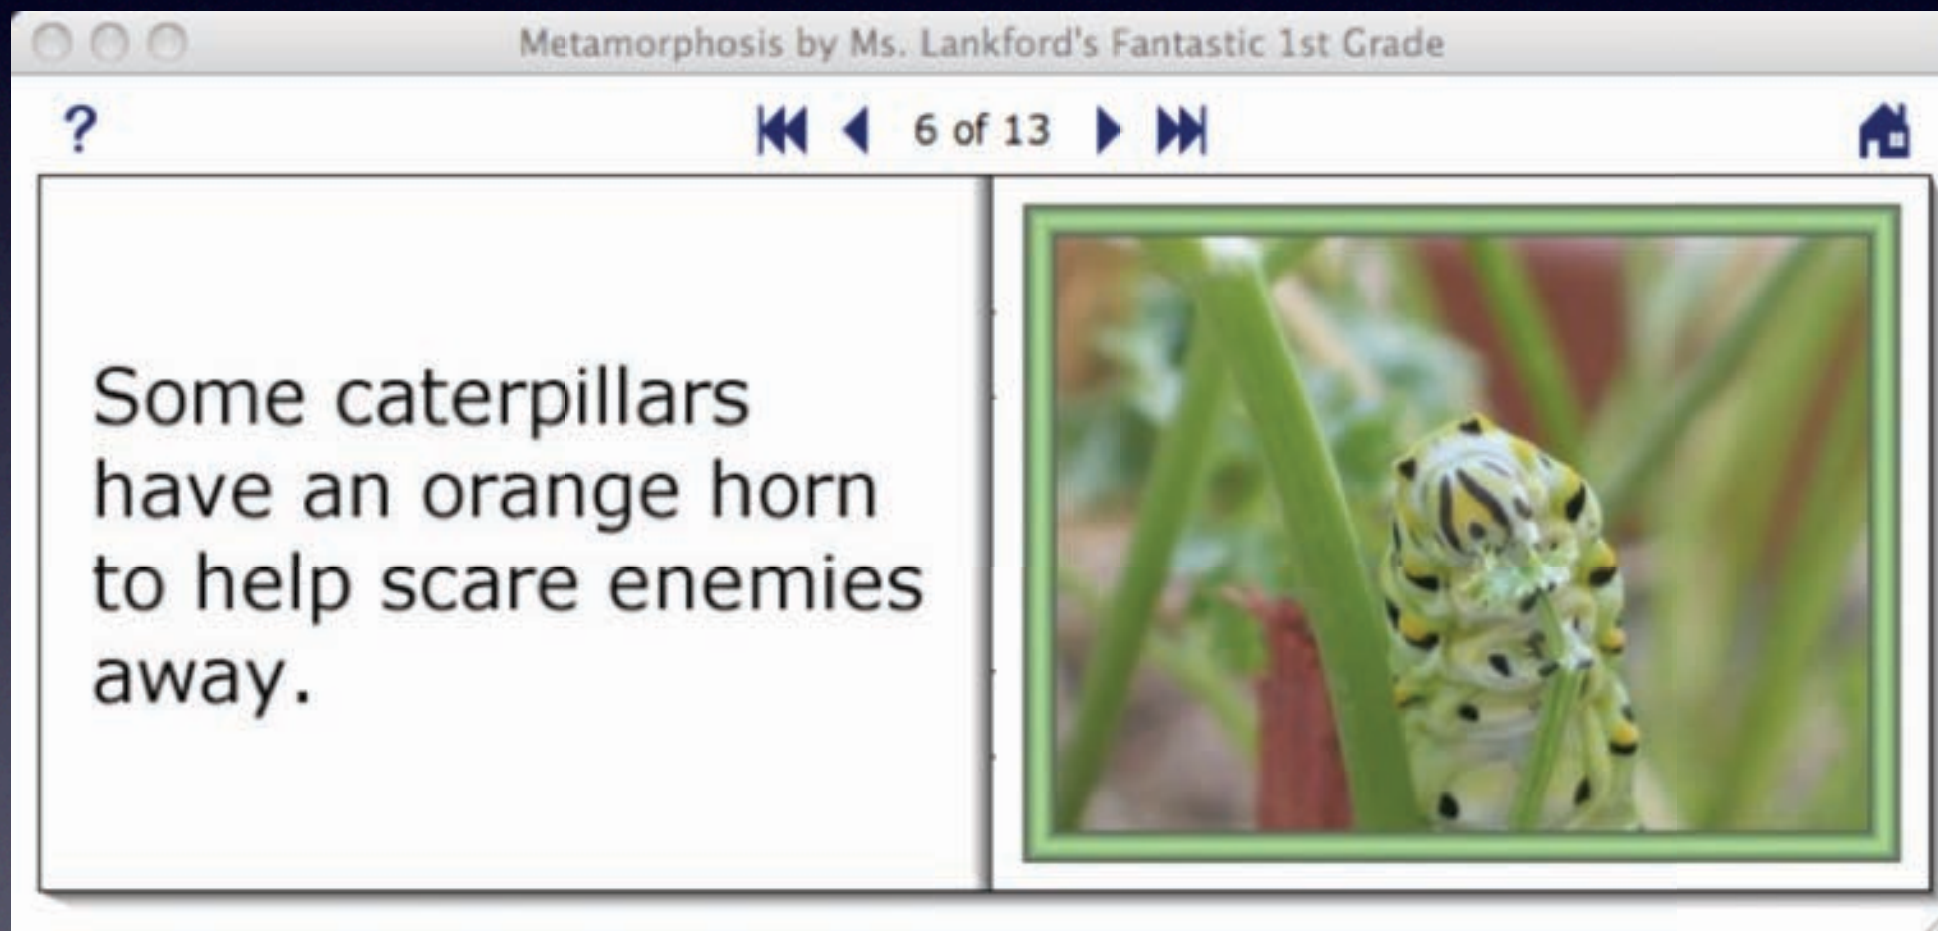 Metamorphosis by Ms. Lankford's Fantastic 1st Grade
?
6 of 13
Some caterpillars
have an orange horn
to help scare enemies
away.